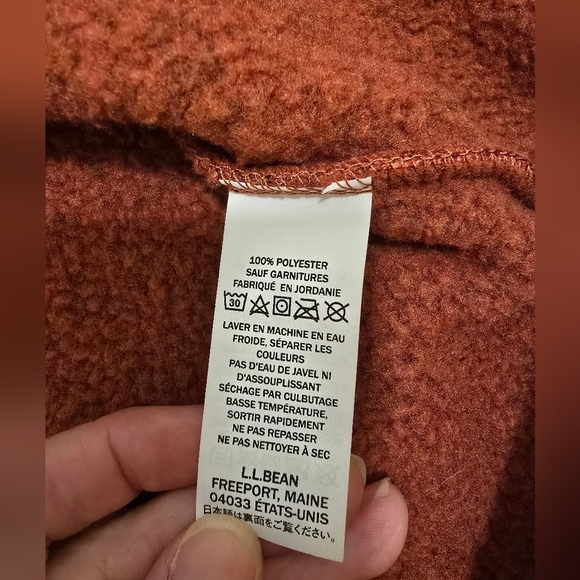 100% POLYESTER
SAUF GARNITURES
FABRIQUÉ EN JORDANIE
30
LAVER EN MACHINE EN EAU
FROIDE, SÉPARER LES
COULEURS
PAS D'EAU DE JAVEL NI
D'ASSOUPLISSANT
SÉCHAGE PAR CULBUTAGE
BASSE TEMPÉRATURE,
SORTIR RAPIDEMENT
NE PAS REPASSER
NE PAS NETTOYER À SEC
L.L.BEAN
FREEPORT, MAINE
04033 ÉTATS-UNIS
日本語は裏面をご覧ください。